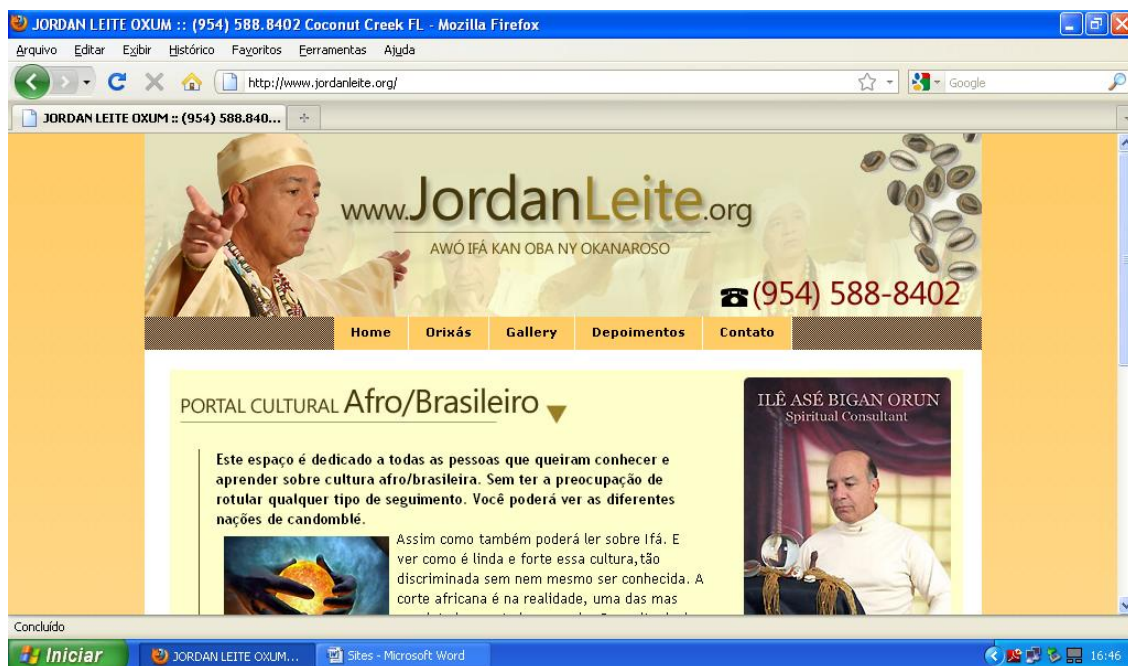 JORDAN LEITE OXUM :: (954) 588.8402 Coconut Creek FL - Mozilla Firefox
Arquivo Editar Exibir Histórico Favoritos Ferramentas Ajuda
http://www.jordanleite.org/
Google
JORDAN LEITE OXUM :: (954) 588.840...
www.JordanLeite.org
AWÓ IFÁ KAN OBA NY OKANAROSO
(954) 588-8402
Home Orixás Gallery Depoimentos Contato
PORTAL CULTURAL Afro/Brasileiro
Este espaço é dedicado a todas as pessoas que queiram conhecer e
aprender sobre cultura afro/brasileira. Sem ter a preocupação de
rotular qualquer tipo de seguimento. Você poderá ver as diferentes
nações de candomblé.
Assim como também poderá ler sobre Ifá. E
ver como é linda e forte essa cultura,tão
discriminada sem nem mesmo ser conhecida. A
corte africana é na realidade, uma das mas
ILÊ ASÉ BIGAN ORUN
Spiritual Consultant
Concluído
Iniciar
JORDAN LEITE OXUM...
Sites - Microsoft Word
16:46